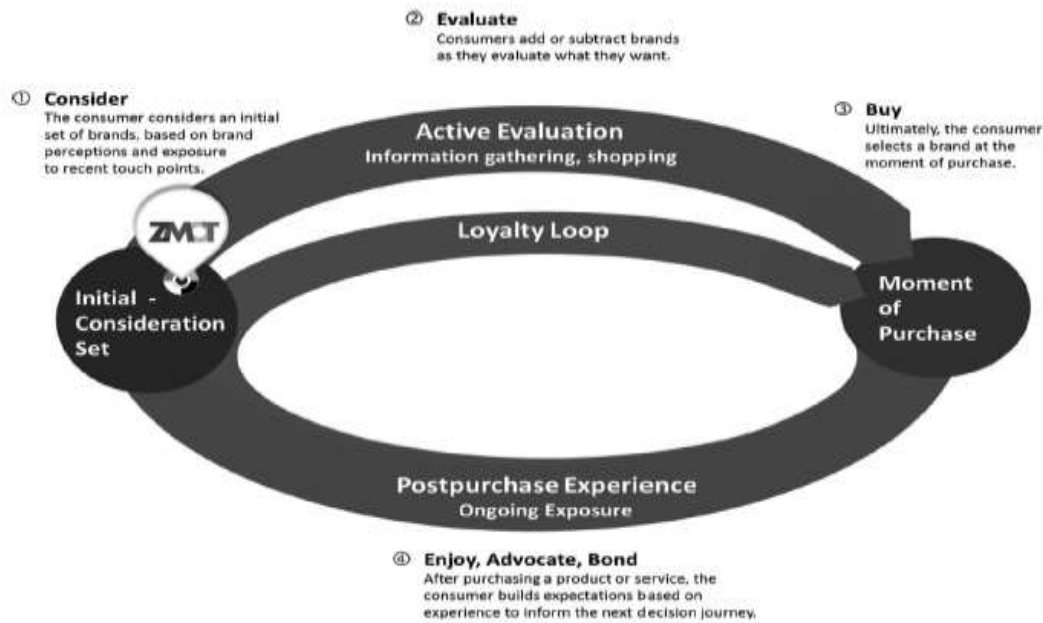 ② Evaluate
Consumers add or subtract brands
as they evaluate what they want.
① Consider
The consumer considers an initial
set of brands, based on brand
perceptions and exposure
to recent touch points.
③ Buy
Ultimately, the consumer
selects a brand at the
moment of purchase.
Active Evaluation
Information gathering, shopping
ZMOT
Loyalty Loop
Initial -
Consideration
Set
Moment
of
Purchase
Postpurchase Experience
Ongoing Exposure
④ Enjoy, Advocate, Bond
After purchasing a product or service, the
consumer builds expectations based on
experience to inform the next decision journey.